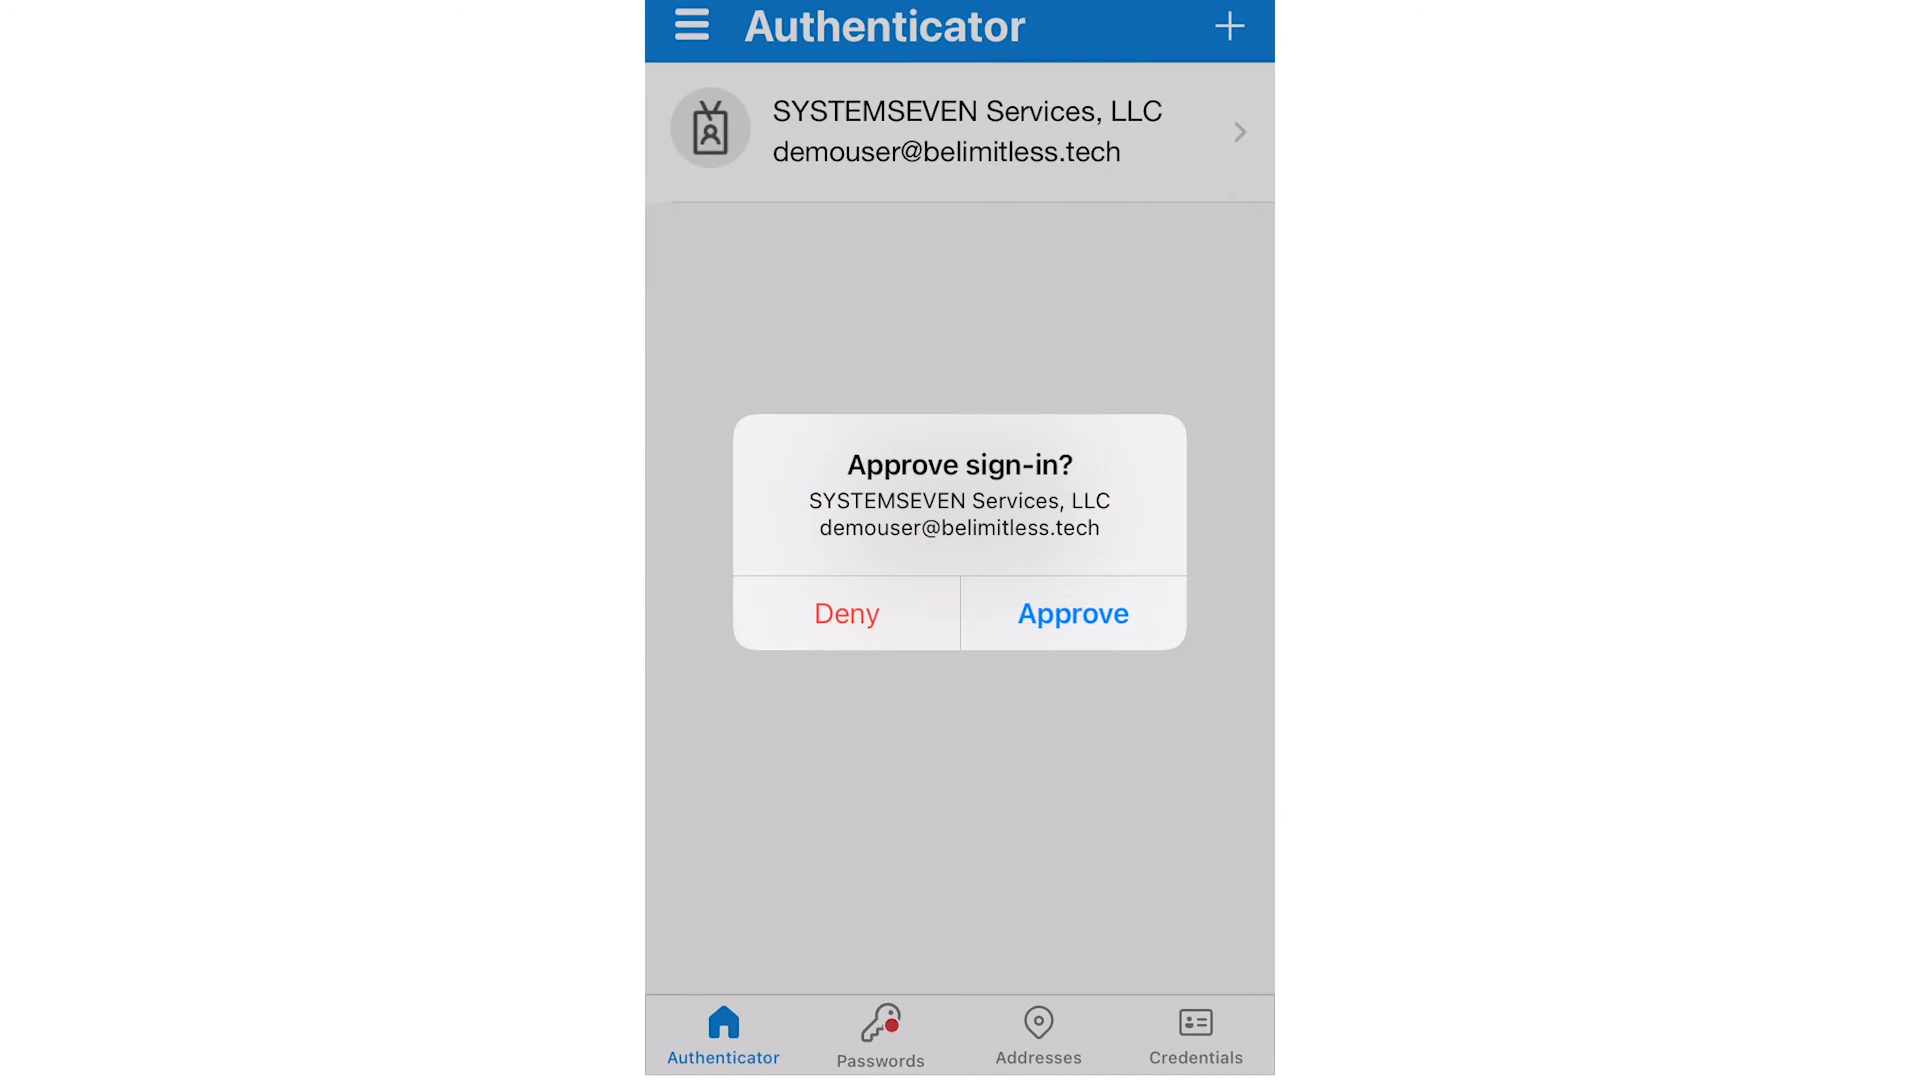 Authenticator
SYSTEMSEVEN Services, LLC
demouser@belimitless.tech
Approve sign-in?
SYSTEMSEVEN Services, LLC
demouser@belimitless.tech
Deny
Approve
Authenticator
Passwords
Addresses
Credentials